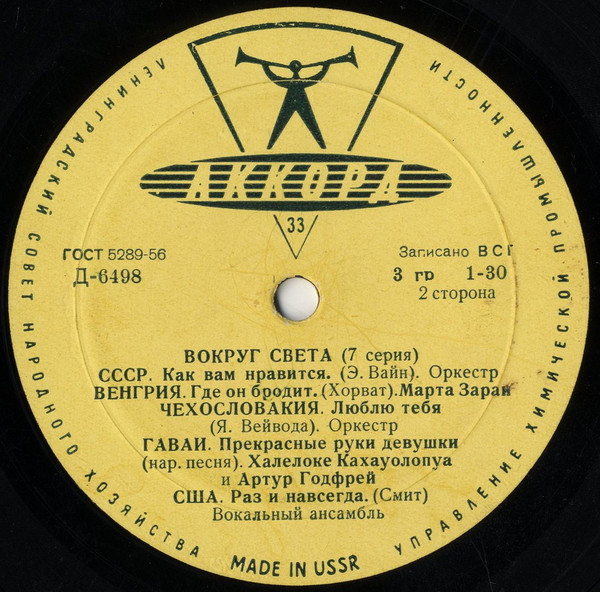 ЛЕНИНГРАДСКИЙ СОВЕТ НАРОДНОГО ХОЗЯЙСТВА
УПРАВЛЕНИЕ ХИМИЧЕСКОЙ ПРОМЫШЛЕННОСТИ
АККОРД
33
ГОСТ 5289-56
Д-6498
Записано ВСГ
3 гр 1-30
2 сторона
ВОКРУГ СВЕТА (7 серия)
СССР. Как вам нравится. (Э. Вайн). Оркестр
ВЕНГРИЯ. Где он бродит. (Хорват). Марта Зараи
ЧЕХОСЛОВАКИЯ. Люблю тебя
(Я. Вейвода). Оркестр
ГАВАИ. Прекрасные руки девушки
(нар. песня). Халелоке Кахауолопуа
и Артур Годфрей
США. Раз и навсегда. (Смит)
Вокальный ансамбль
MADE IN USSR